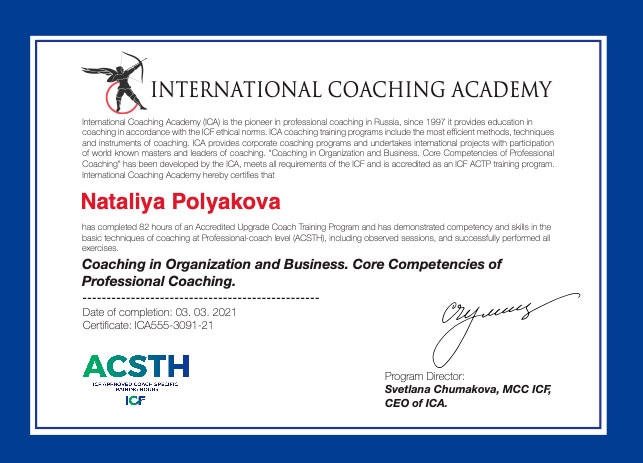 INTERNATIONAL COACHING ACADEMY
International Coaching Academy (ICA) is the pioneer in professional coaching in Russia, since 1997 it provides education in
coaching in accordance with the ICF ethical norms. ICA coaching training programs include the most efficient methods, techniques
and instruments of coaching. ICA provides corporate coaching programs and undertakes international projects with participation
of world known masters and leaders of coaching. "Coaching in Organization and Business. Core Competencies of Professional
Coaching" has been developed by the ICA, meets all requirements of the ICF and is accredited as an ICF ACTP training program.
International Coaching Academy hereby certifies that
Nataliya Polyakova
has completed 82 hours of an Accredited Upgrade Coach Training Program and has demonstrated competency and skills in the
basic techniques of coaching at Professional-coach level (ACSTH), including observed sessions, and successfully performed all
exercises.
Coaching in Organization and Business. Core Competencies of
Professional Coaching.
--------------------------------------------------
Date of completion: 03. 03. 2021
Certificate: ICA555-3091-21
ACSTH
ICF APPROVED COACH SPECIFIC
TRAINING HOURS
ICF
Program Director:
Svetlana Chumakova, MCC ICF,
CEO of ICA.